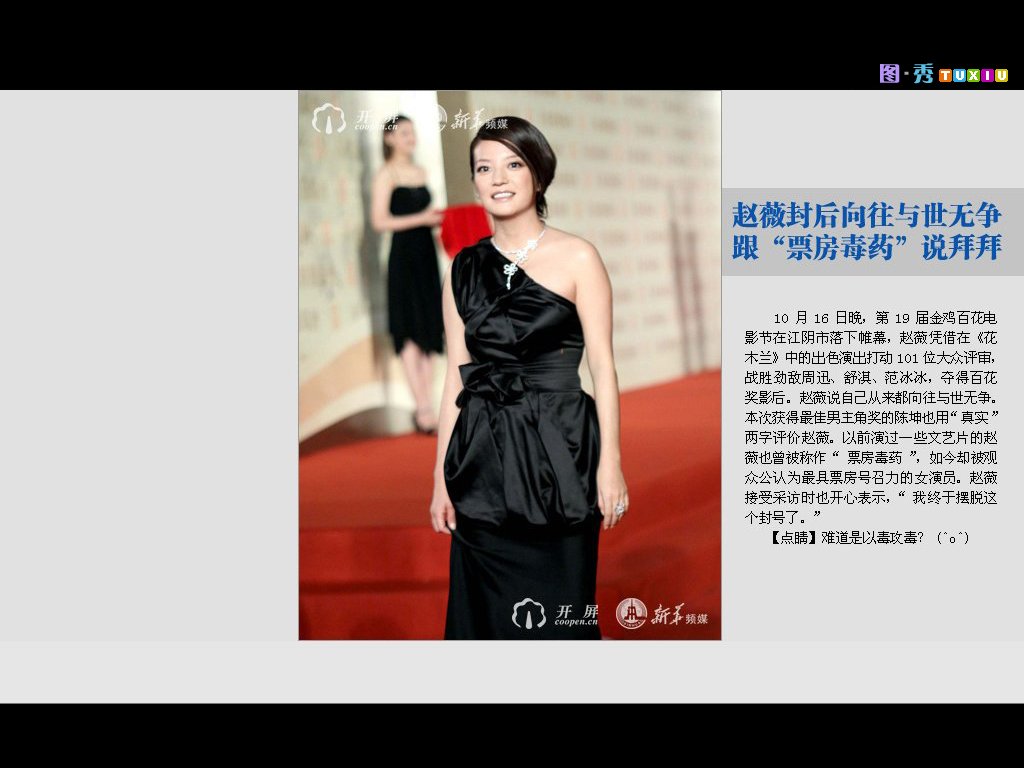 图·秀 TUXIU
开屏 新华频媒
coopen.cn
赵薇封后向往与世无争
跟“票房毒药”说拜拜
10 月 16 日晚，第 19 届金鸡百花电
影节在江阴市落下帷幕，赵薇凭借在《花
木兰》中的出色演出打动 101 位大众评审，
战胜劲敌周迅、舒淇、范冰冰，夺得百花
奖影后。赵薇说自己从来都向往与世无争。
本次获得最佳男主角奖的陈坤也用“真实”
两字评价赵薇。以前演过一些文艺片的赵
薇也曾被称作“ 票房毒药 ”，如今却被观
众公认为最具票房号召力的女演员。赵薇
接受采访时也开心表示，“ 我终于摆脱这
个封号了。”
【点睛】难道是以毒攻毒？（^o^）
开屏 新华频媒
coopen.cn